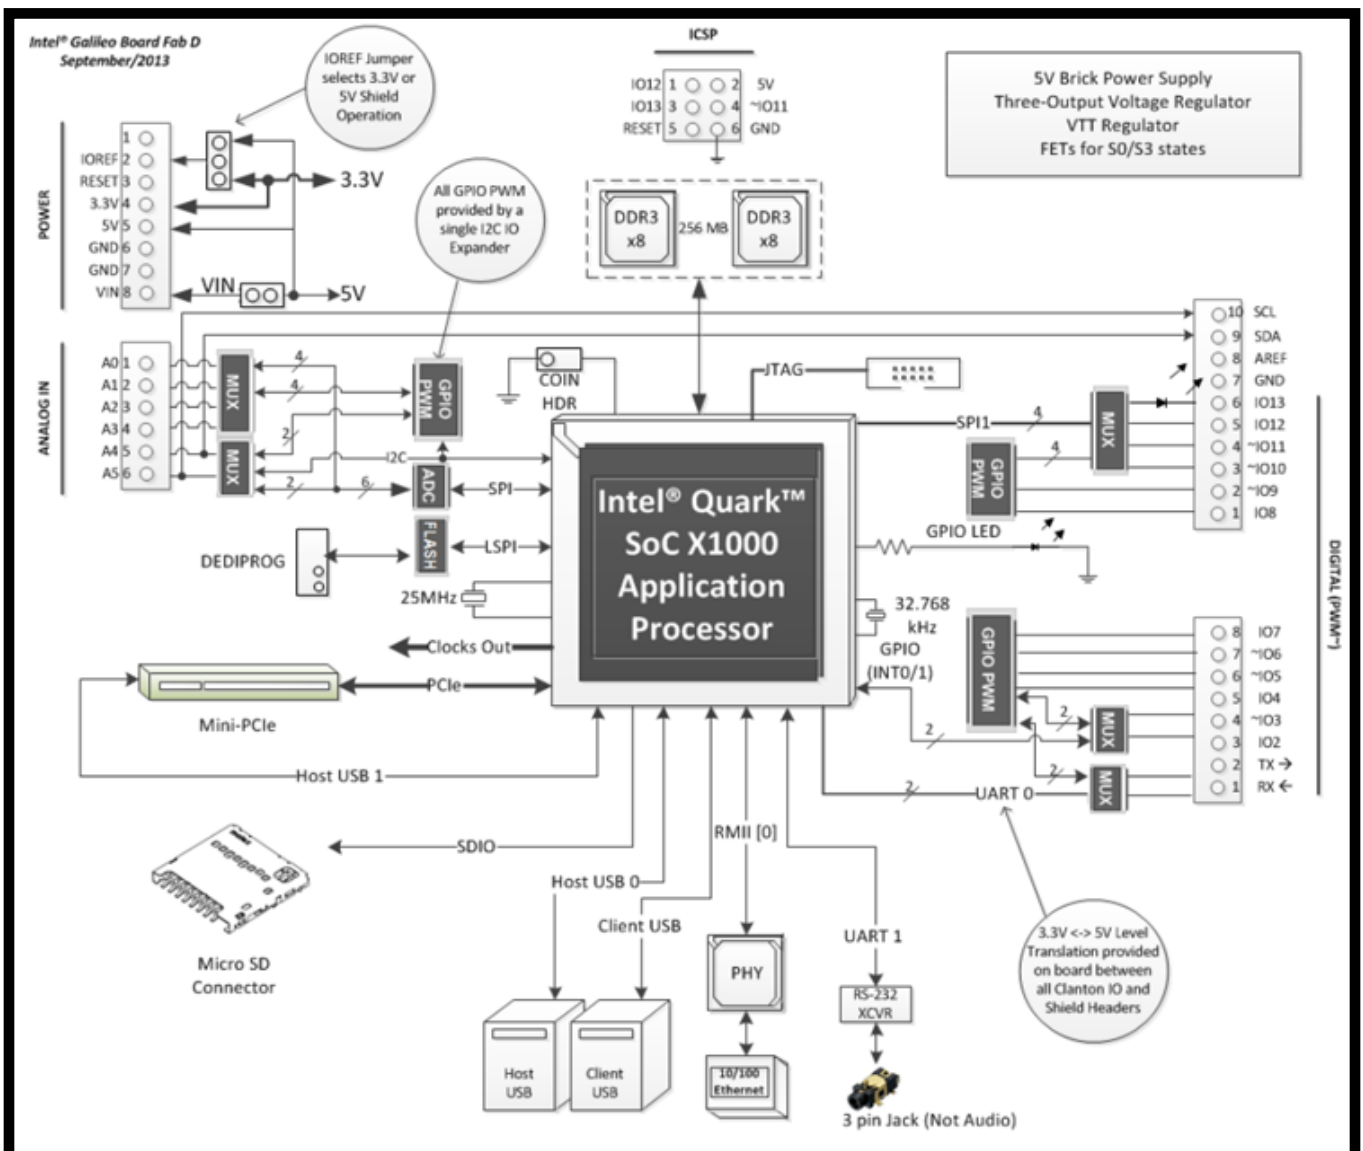 Intel® Galileo Board Fab D
September/2013
IOREF Jumper
selects 3.3V or
5V Shield
Operation
ICSP
IO12 1 2 5V
IO13 3 4 ~IO11
RESET 5 6 GND
5V Brick Power Supply
Three-Output Voltage Regulator
VTT Regulator
FETs for S0/S3 states
POWER
1
IOREF 2
RESET 3
3.3V 4
5V 5
GND 6
GND 7
VIN 8
3.3V
VIN
5V
All GPIO PWM
provided by a
single I2C IO
Expander
DDR3
x8
256 MB
DDR3
x8
ANALOG IN
A0 1
A1 2
A2 3
A3 4
A4 5
A5 6
MUX
MUX
4
4
2
2
6
GPIO
PWM
I2C
ADC
SPI
FLASH
LSPI
DEDIPROG
25MHz
COIN
HDR
JTAG
Intel® Quark™
SoC X1000
Application
Processor
SPI1
4
MUX
GPIO
PWM
4
10 SCL
9 SDA
8 AREF
7 GND
6 IO13
5 IO12
4 ~IO11
3 ~IO10
2 ~IO9
1 IO8
GPIO LED
DIGITAL (PWM~)
32.768
kHz
GPIO
(INT0/1)
GPIO PWM
8 IO7
7 ~IO6
6 ~IO5
5 IO4
4 ~IO3
3 IO2
2 TX →
1 RX ←
2
MUX
2
2
MUX
2
UART 0
Clocks Out
PCIe
Mini-PCIe
Host USB 1
SDIO
Micro SD
Connector
Host USB 0
Client USB
RMII [0]
UART 1
Host
USB
Client
USB
PHY
10/100
Ethernet
RS-232
XCVR
3 pin Jack (Not Audio)
3.3V <-> 5V Level
Translation provided
on board between
all Clanton IO and
Shield Headers